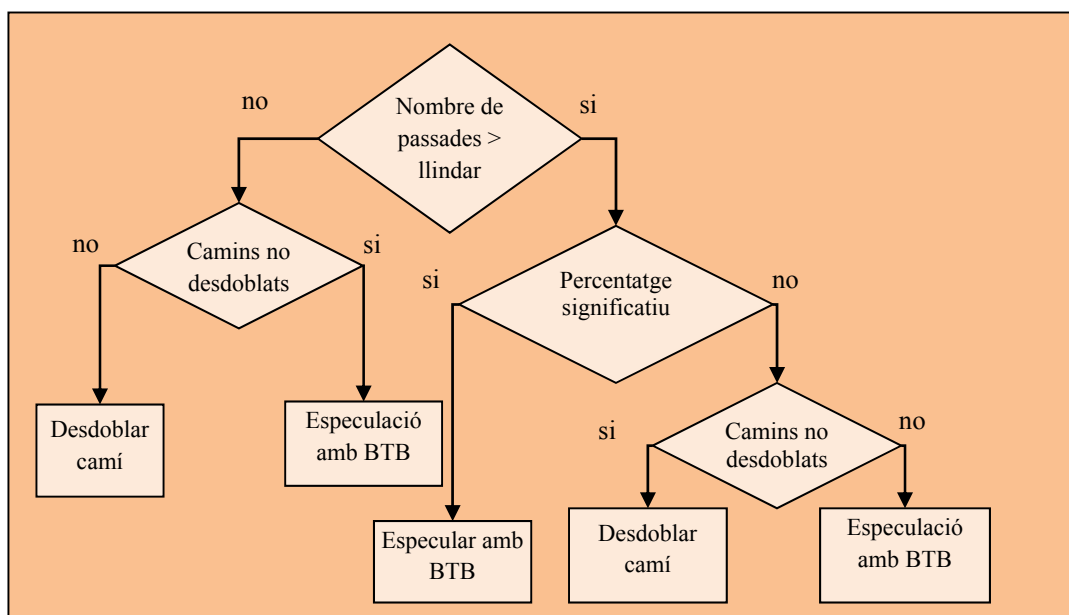 no
Nombre de
passades >
llindar
si
no
Camins no
desdoblats
si
si
Percentatge
significatiu
no
Desdoblar
camí
Especulació
amb BTB
si
Camins no
desdoblats
no
Especular amb
BTB
Desdoblar
camí
Especulació
amb BTB